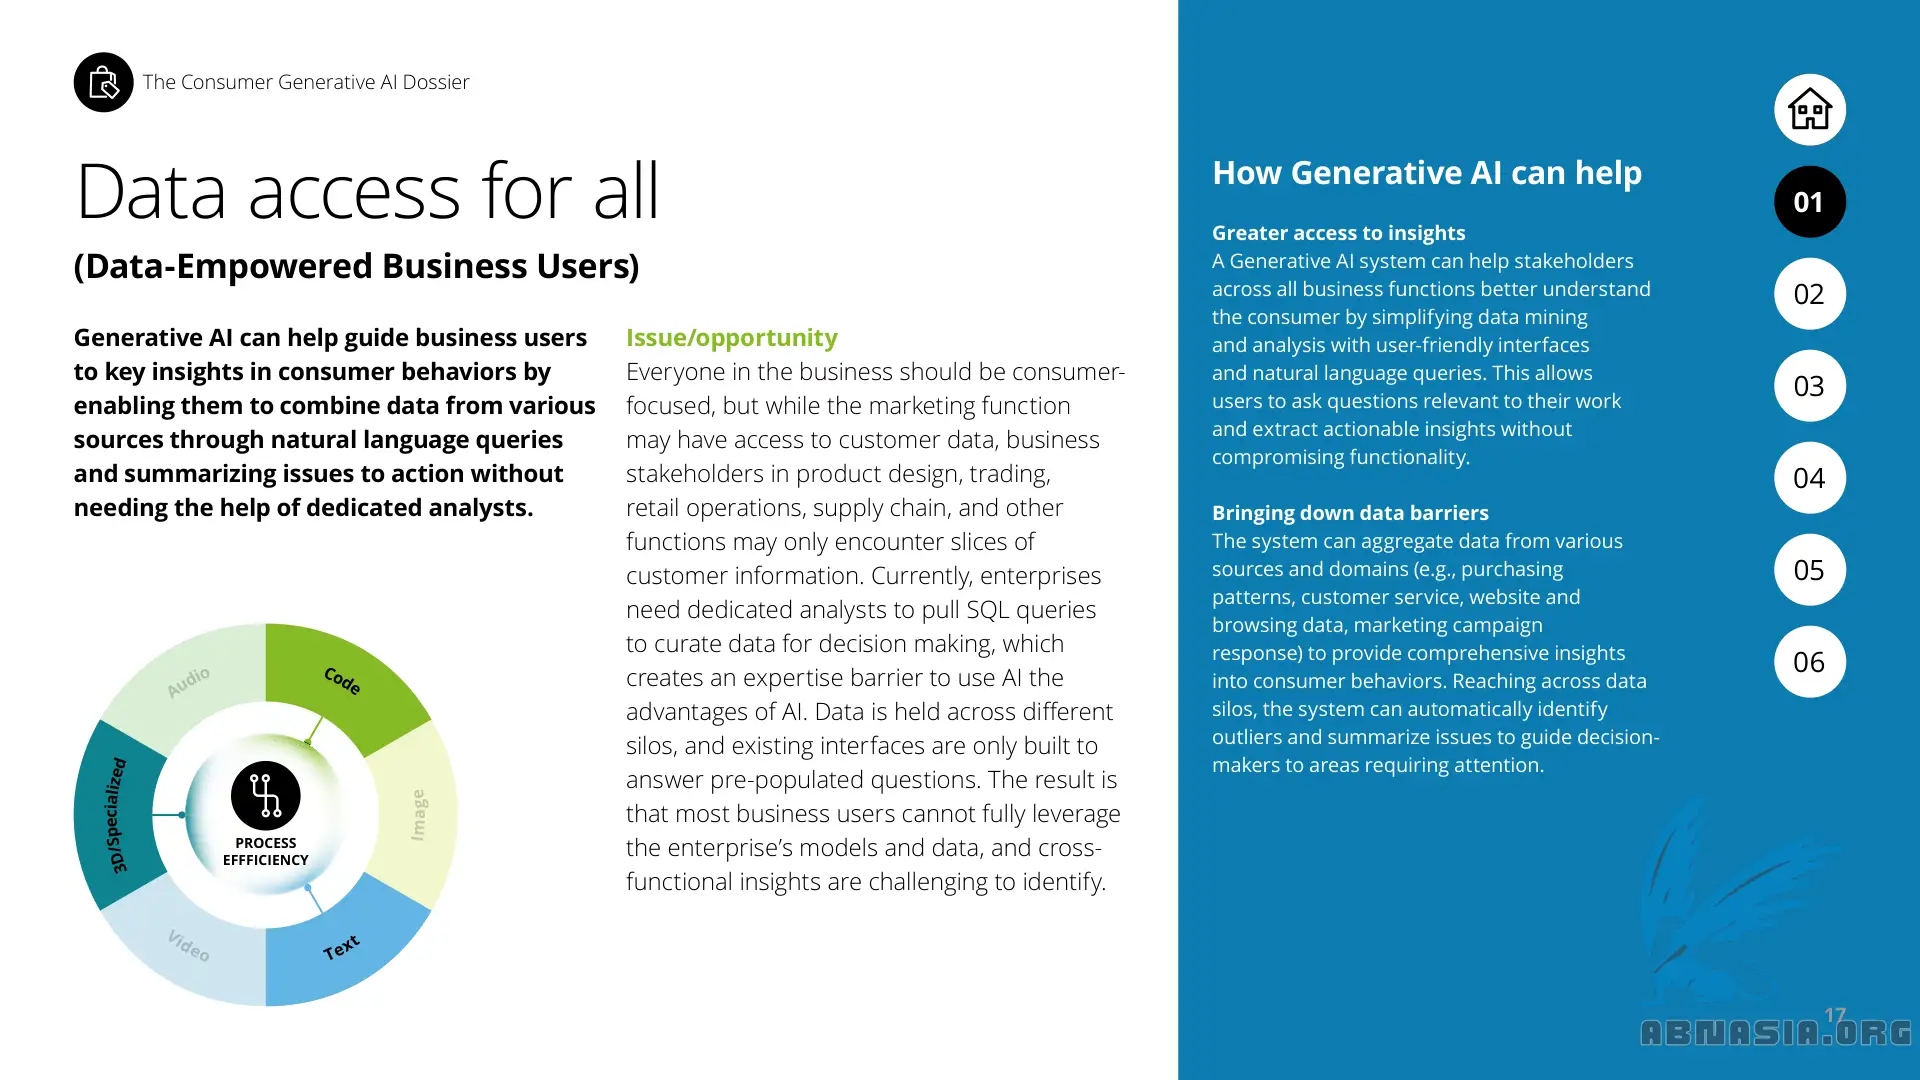 The Consumer Generative AI Dossier
Data access for all
(Data-Empowered Business Users)
Generative AI can help guide business users
to key insights in consumer behaviors by
enabling them to combine data from various
sources through natural language queries
and summarizing issues to action without
needing the help of dedicated analysts.
Audio
Code
3D/Specialized
Image
PROCESS
EFFFICIENCY
Video
Text
Issue/opportunity
Everyone in the business should be consumer-
focused, but while the marketing function
may have access to customer data, business
stakeholders in product design, trading,
retail operations, supply chain, and other
functions may only encounter slices of
customer information. Currently, enterprises
need dedicated analysts to pull SQL queries
to curate data for decision making, which
creates an expertise barrier to use AI the
advantages of AI. Data is held across different
silos, and existing interfaces are only built to
answer pre-populated questions. The result is
that most business users cannot fully leverage
the enterprise’s models and data, and cross-
functional insights are challenging to identify.
How Generative AI can help
Greater access to insights
A Generative AI system can help stakeholders
across all business functions better understand
the consumer by simplifying data mining
and analysis with user-friendly interfaces
and natural language queries. This allows
users to ask questions relevant to their work
and extract actionable insights without
compromising functionality.
Bringing down data barriers
The system can aggregate data from various
sources and domains (e.g., purchasing
patterns, customer service, website and
browsing data, marketing campaign
response) to provide comprehensive insights
into consumer behaviors. Reaching across data
silos, the system can automatically identify
outliers and summarize issues to guide decision-
makers to areas requiring attention.
01
02
03
04
05
06
17
ABNASIA.ORG